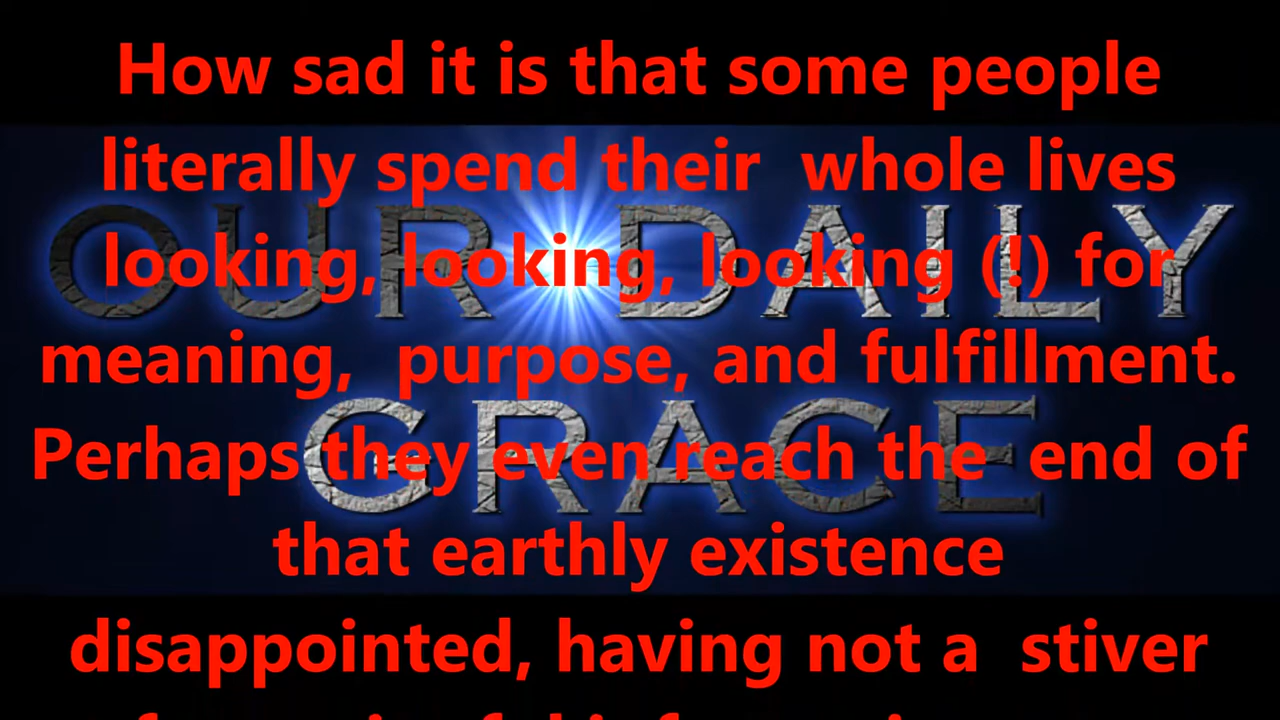 How sad it is that some people
literally spend their whole lives
looking, looking, looking (!) for
meaning, purpose, and fulfillment.
Perhaps they even reach the end of
that earthly existence
disappointed, having not a stiver
OUR DAILY
GRACE